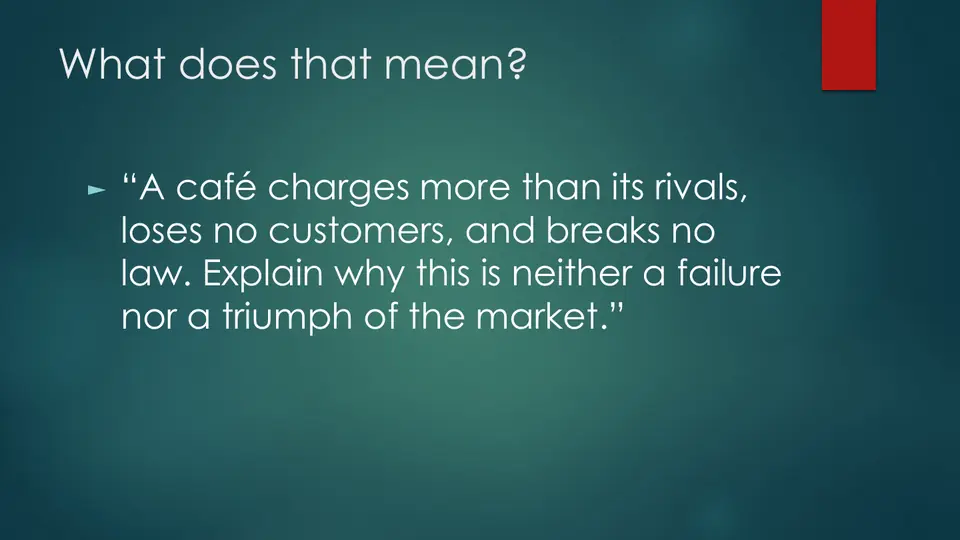 What does that mean?
“A café charges more than its rivals,
loses no customers, and breaks no
law. Explain why this is neither a failure
nor a triumph of the market.”